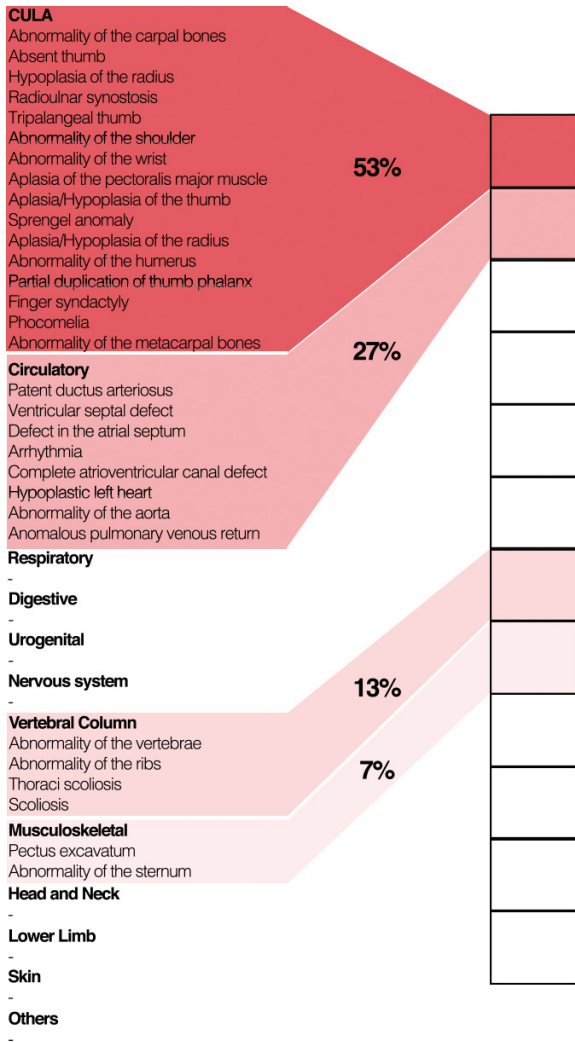 CULA
Abnormality of the carpal bones
Absent thumb
Hypoplasia of the radius
Radioulnar synostosis
Tripalangeal thumb
Abnormality of the shoulder
Abnormality of the wrist
Aplasia of the pectoralis major muscle
Aplasia/Hypoplasia of the thumb
Sprengel anomaly
Aplasia/Hypoplasia of the radius
Abnormality of the humerus
Partial duplication of thumb phalanx
Finger syndactyly
Phocomelia
Abnormality of the metacarpal bones
53%
Circulatory
Patent ductus arteriosus
Ventricular septal defect
Defect in the atrial septum
Arrhythmia
Complete atrioventricular canal defect
Hypoplastic left heart
Abnormality of the aorta
Anomalous pulmonary venous return
27%
Respiratory
-
Digestive
-
Urogenital
-
Nervous system
-
Vertebral Column
Abnormality of the vertebrae
Abnormality of the ribs
Thoraci scoliosis
Scoliosis
13%
Musculoskeletal
Pectus excavatum
Abnormality of the sternum
7%
Head and Neck
-
Lower Limb
-
Skin
-
Others
-